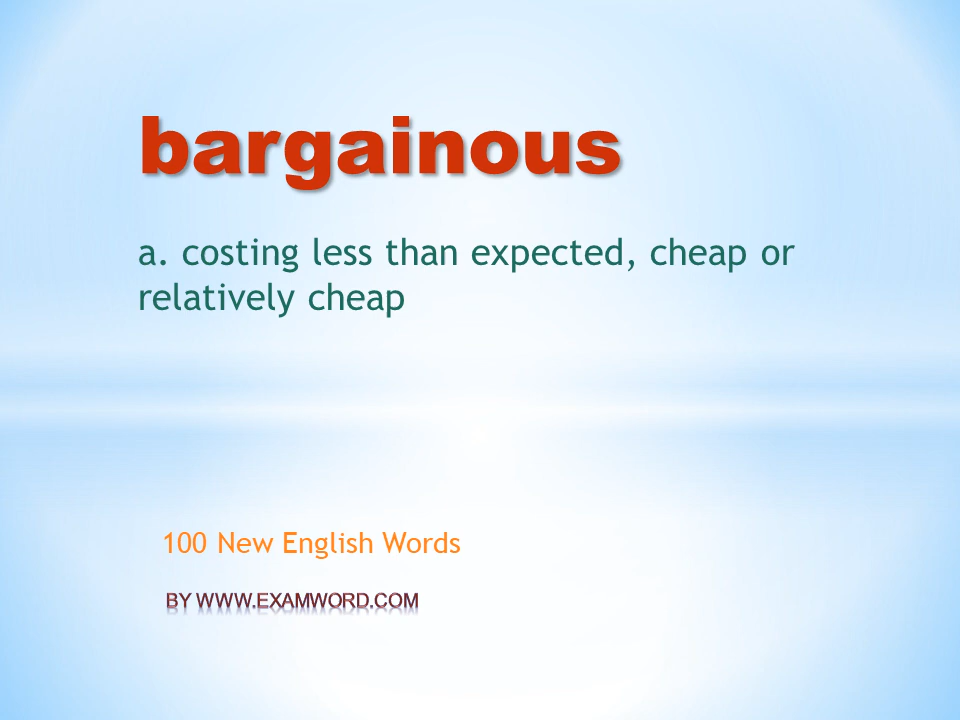 bargainous
a. costing less than expected, cheap or
relatively cheap
100 New English Words
BY WWW.EXAMWORD.COM